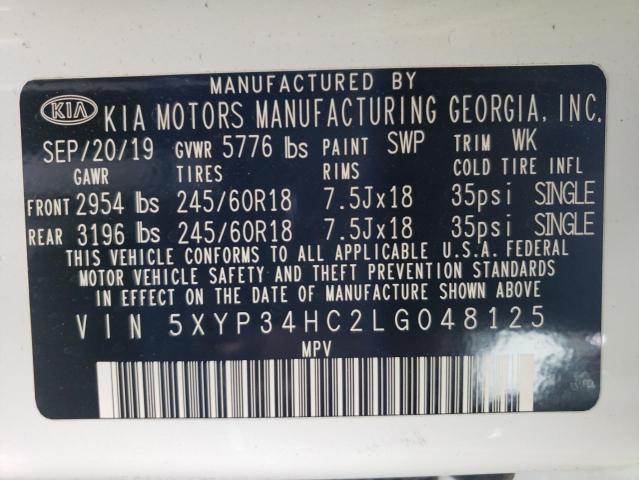 MANUFACTURED BY
KIA KIA MOTORS MANUFACTURING GEORGIA, INC.
SEP/20/19 GVWR 5776 lbs PAINT SWP TRIM WK
GAWR TIRES RIMS COLD TIRE INFL
FRONT 2954 lbs 245/60R18 7.5Jx18 35psi SINGLE
REAR 3196 lbs 245/60R18 7.5Jx18 35psi SINGLE
THIS VEHICLE CONFORMS TO ALL APPLICABLE U.S.A. FEDERAL
MOTOR VEHICLE SAFETY AND THEFT PREVENTION STANDARDS
IN EFFECT ON THE DATE OF MANUFACTURE SHOWN ABOVE
VIN 5XYP34HC2LG048125
MPV